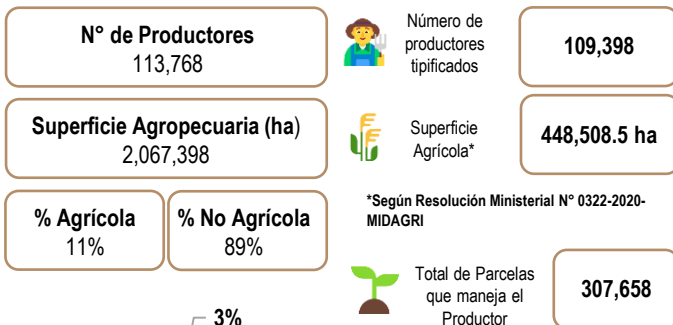 N° de Productores
113,768
Superficie Agropecuaria (ha)
2,067,398
% Agrícola
11%
% No Agrícola
89%
3%
Número de
productores
tipificados
109,398
Superficie
Agrícola*
448,508.5 ha
*Según Resolución Ministerial N° 0322-2020-
MIDAGRI
Total de Parcelas
que maneja el
Productor
307,658